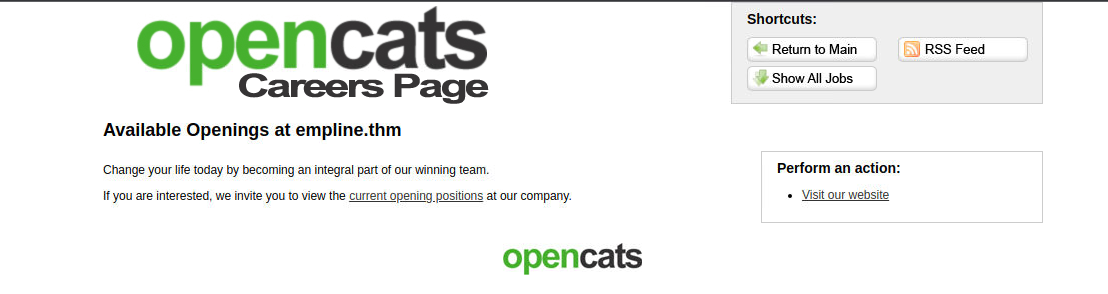 opencats
Careers Page
Shortcuts:
Return to Main
RSS Feed
Show All Jobs
Available Openings at empline.thm
Change your life today by becoming an integral part of our winning team.
If you are interested, we invite you to view the current opening positions at our company.
Perform an action:
• Visit our website
opencats